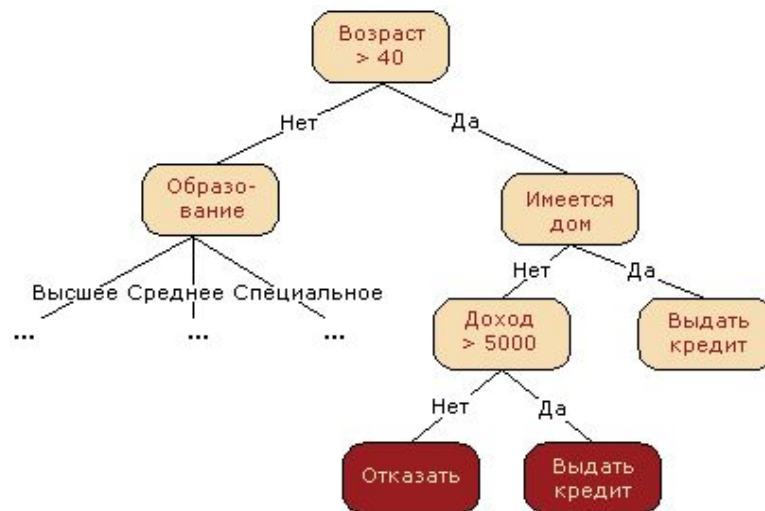 Возраст
> 40
Нет
Да
Образо-
вание
Имеется
дом
Высшее Среднее Специальное
... ... ...
Нет
Да
Доход
> 5000
Выдать
кредит
Нет
Да
Отказать
Выдать
кредит